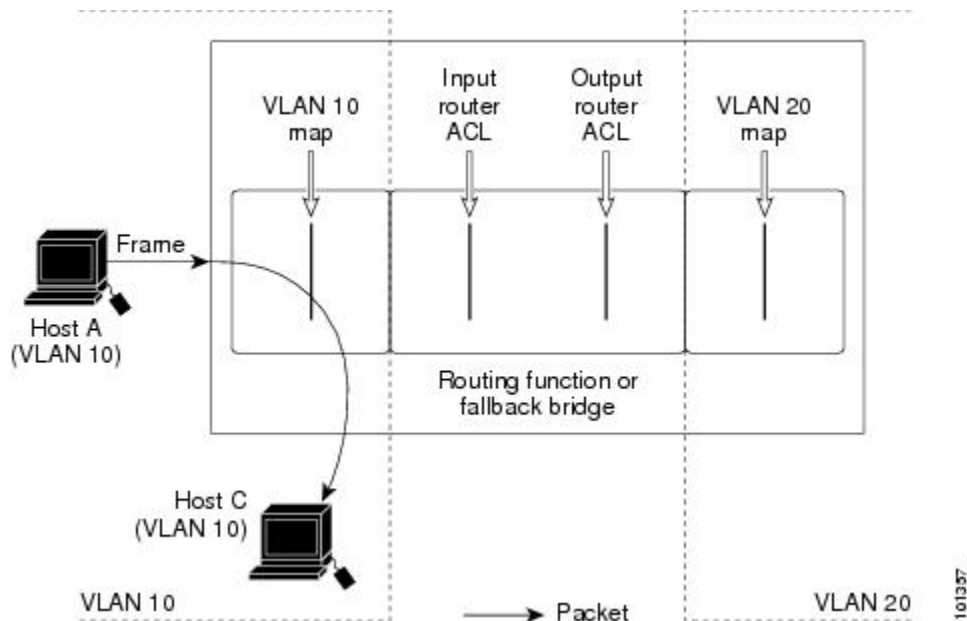 VLAN 10
map
Input
router
ACL
Output
router
ACL
VLAN 20
map
Frame
Host A
(VLAN 10)
Routing function or
fallback bridge
Host C
(VLAN 10)
VLAN 10
Packet
VLAN 20
101357